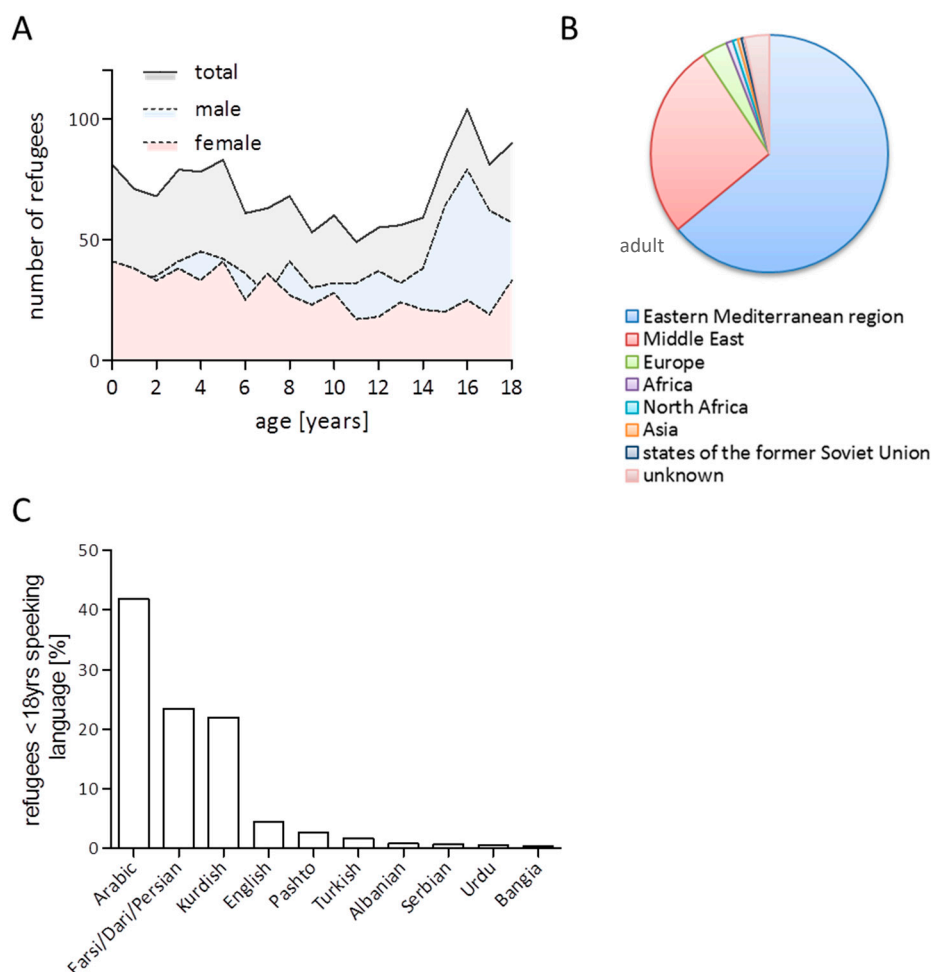 A
total
male
female
number of refugees
100
50
0
0 2 4 6 8 10 12 14 16 18
age [years]
B
adult
Eastern Mediterranean region
Middle East
Europe
Africa
North Africa
Asia
states of the former Soviet Union
unknown
C
refugees <18yrs speeking
language [%]
50
40
30
20
10
0
Arabic
Farsi/Dari/Persian
Kurdish
English
Pashto
Turkish
Albanian
Serbian
Urdu
Bangia